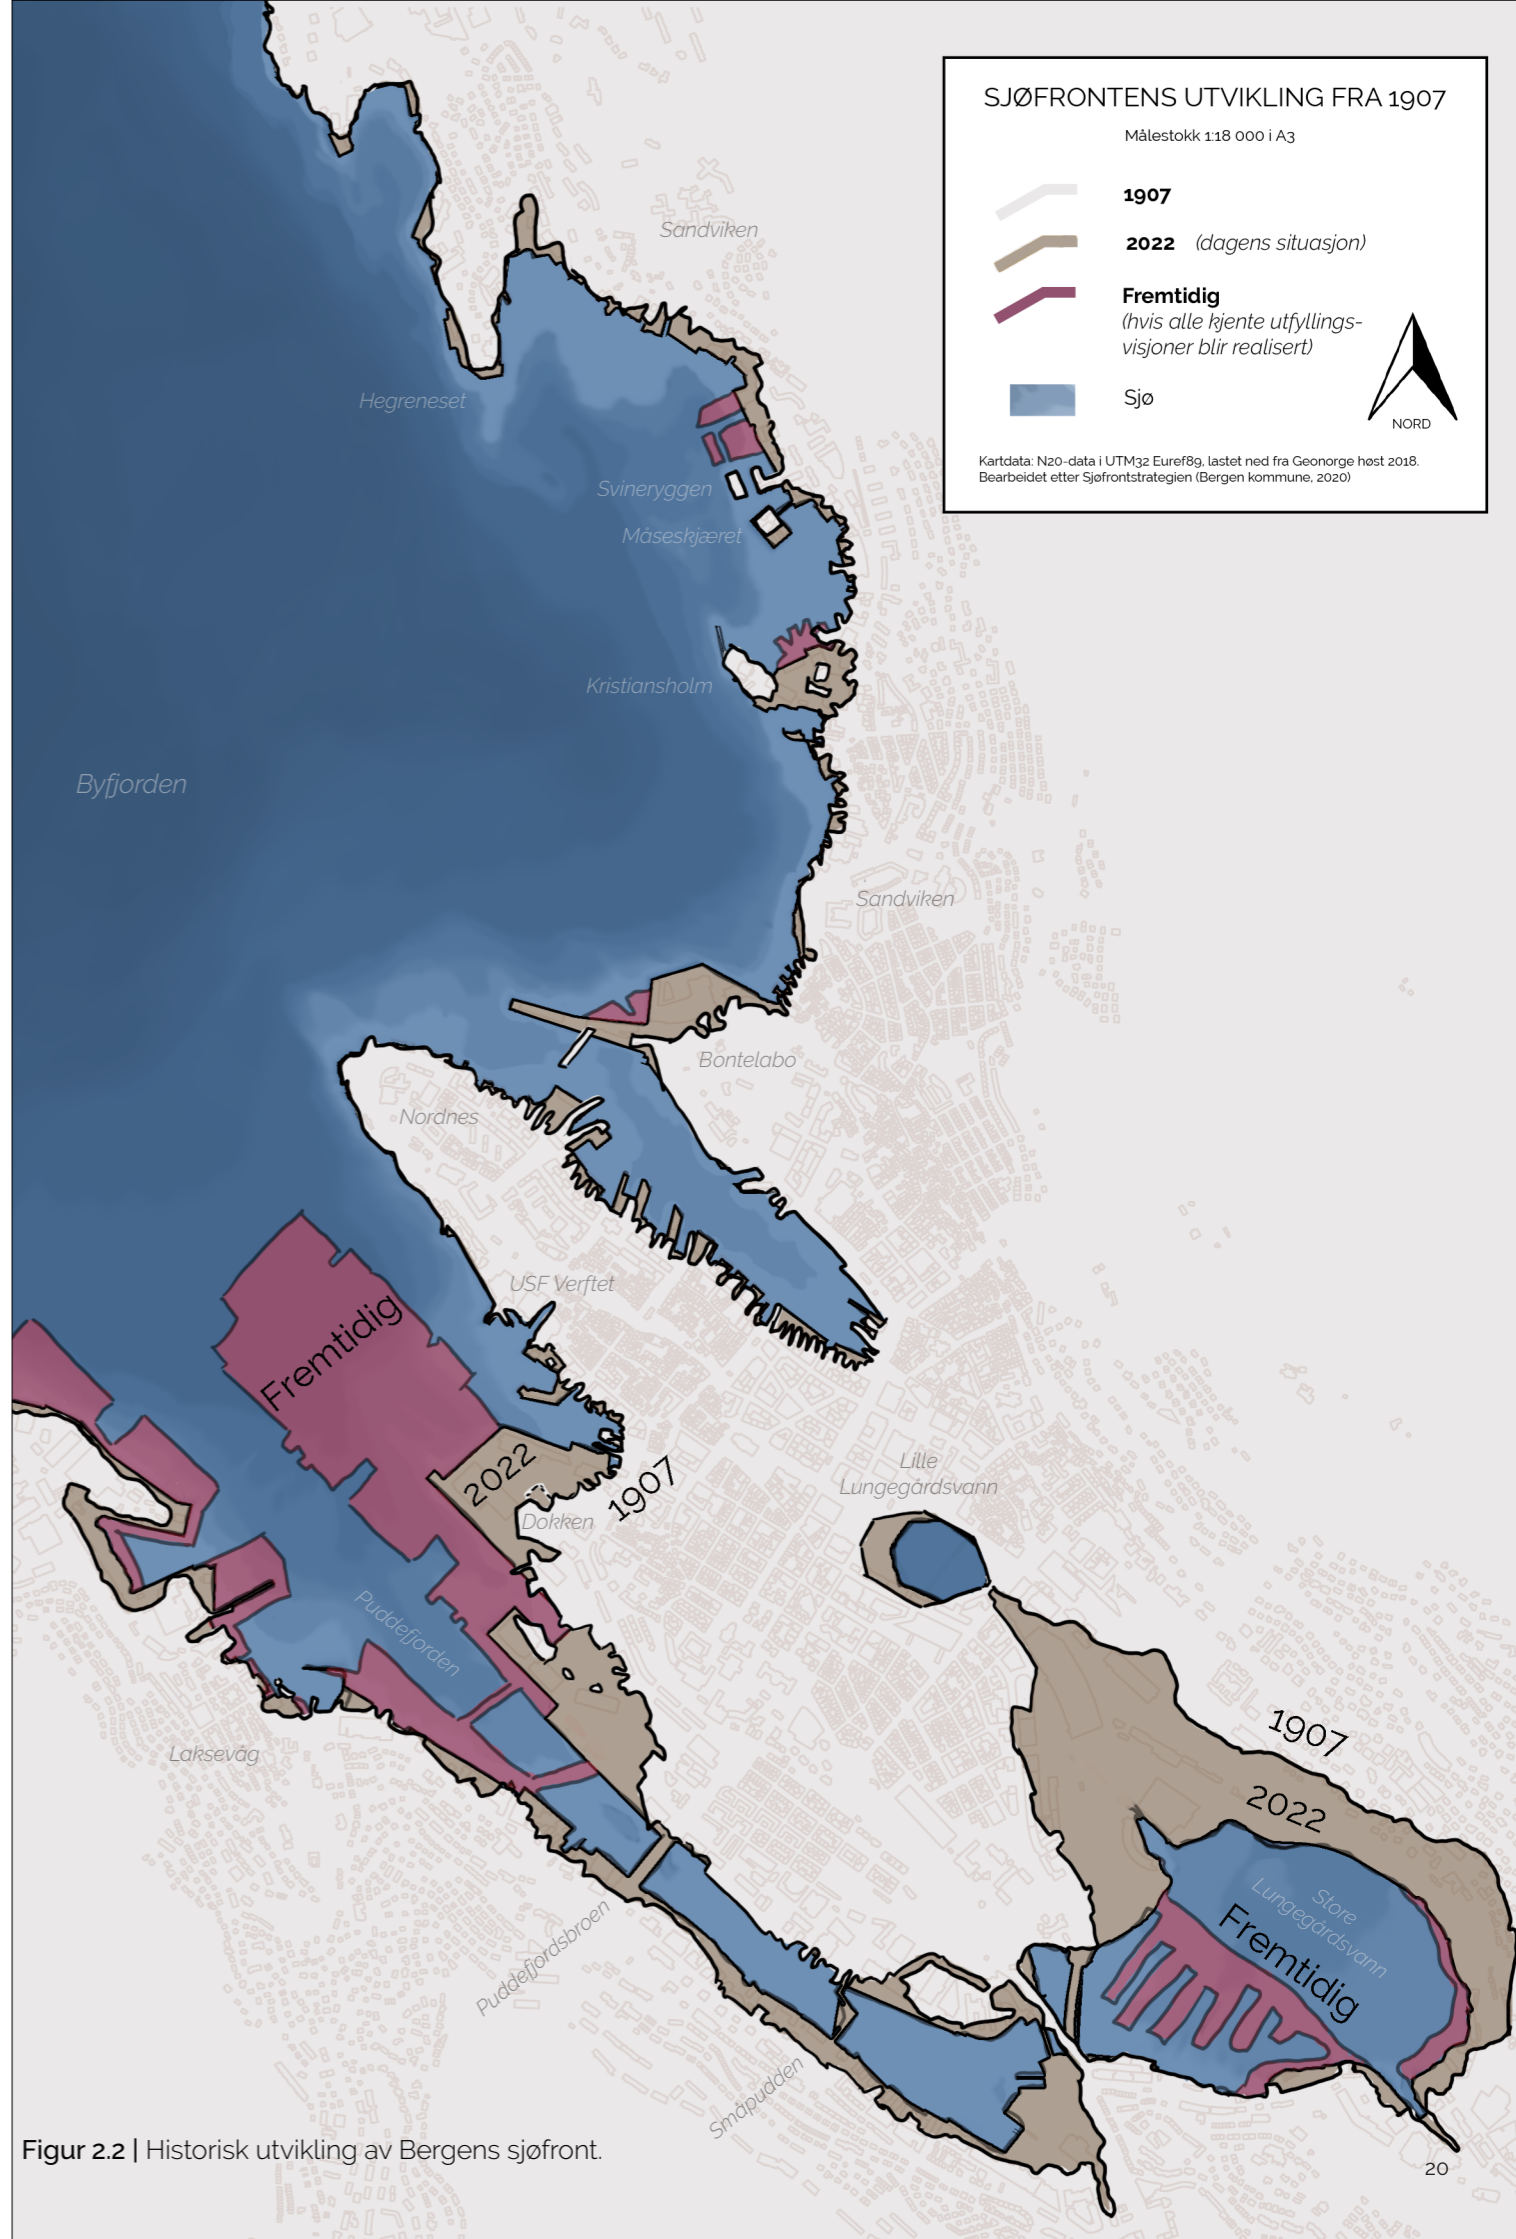 SJØFRONTENS UTVIKLING FRA 1907
Målestokk 1:18 000 i A3
1907
2022 (dagens situasjon)
Fremtidig
(hvis alle kjente utfyllings-
visjoner blir realisert)
Sjø
NORD
Kartdata: N20-data i UTM32 Euref89, lastet ned fra Geonorge høst 2018.
Bearbeidet etter Sjøfrontstrategien (Bergen kommune, 2020)
Sandviken
Hegreneset
Svineryggen
Måseskjæret
Kristiansholm
Byfjorden
Sandviken
Bontelabo
Nordnes
USF Verftet
Fremtidig
2022
1907
Dokken
Lille
Lungegårdsvann
Puddefjorden
Laksevåg
1907
2022
Store
Lungegårdsvann
Fremtidig
Puddefjordsbroen
Småpudden
Figur 2.2 | Historisk utvikling av Bergens sjøfront.
20